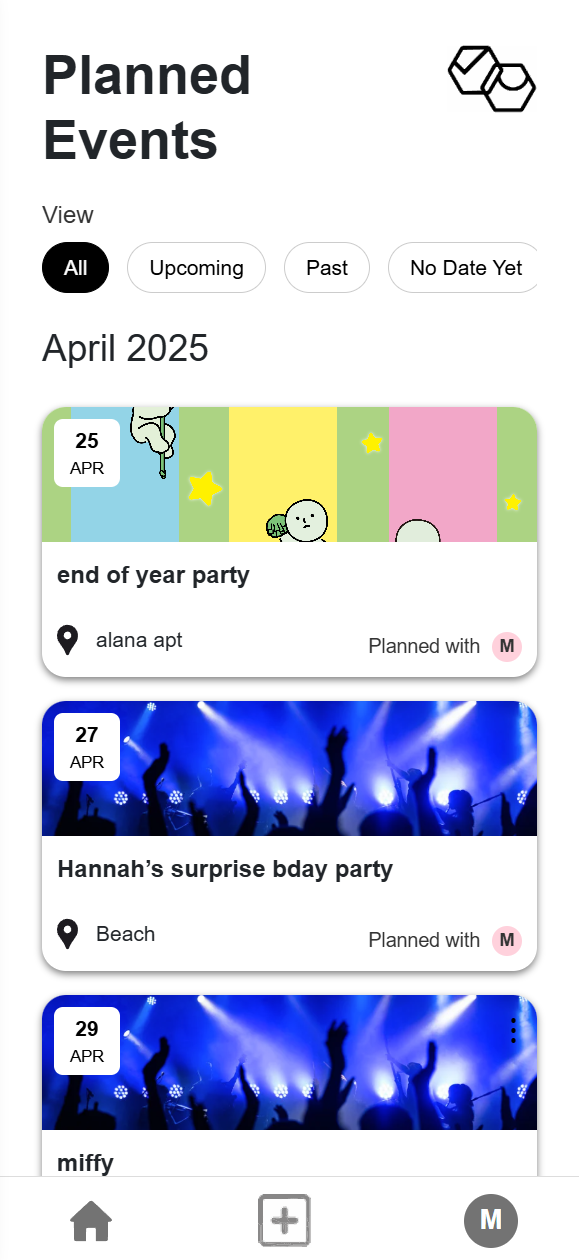 Planned
Events
View
All
Upcoming
Past
No Date Yet
April 2025
25
APR
end of year party
alana apt
Planned with
M
27
APR
Hannah’s surprise bday party
Beach
Planned with
M
29
APR
miffy
M